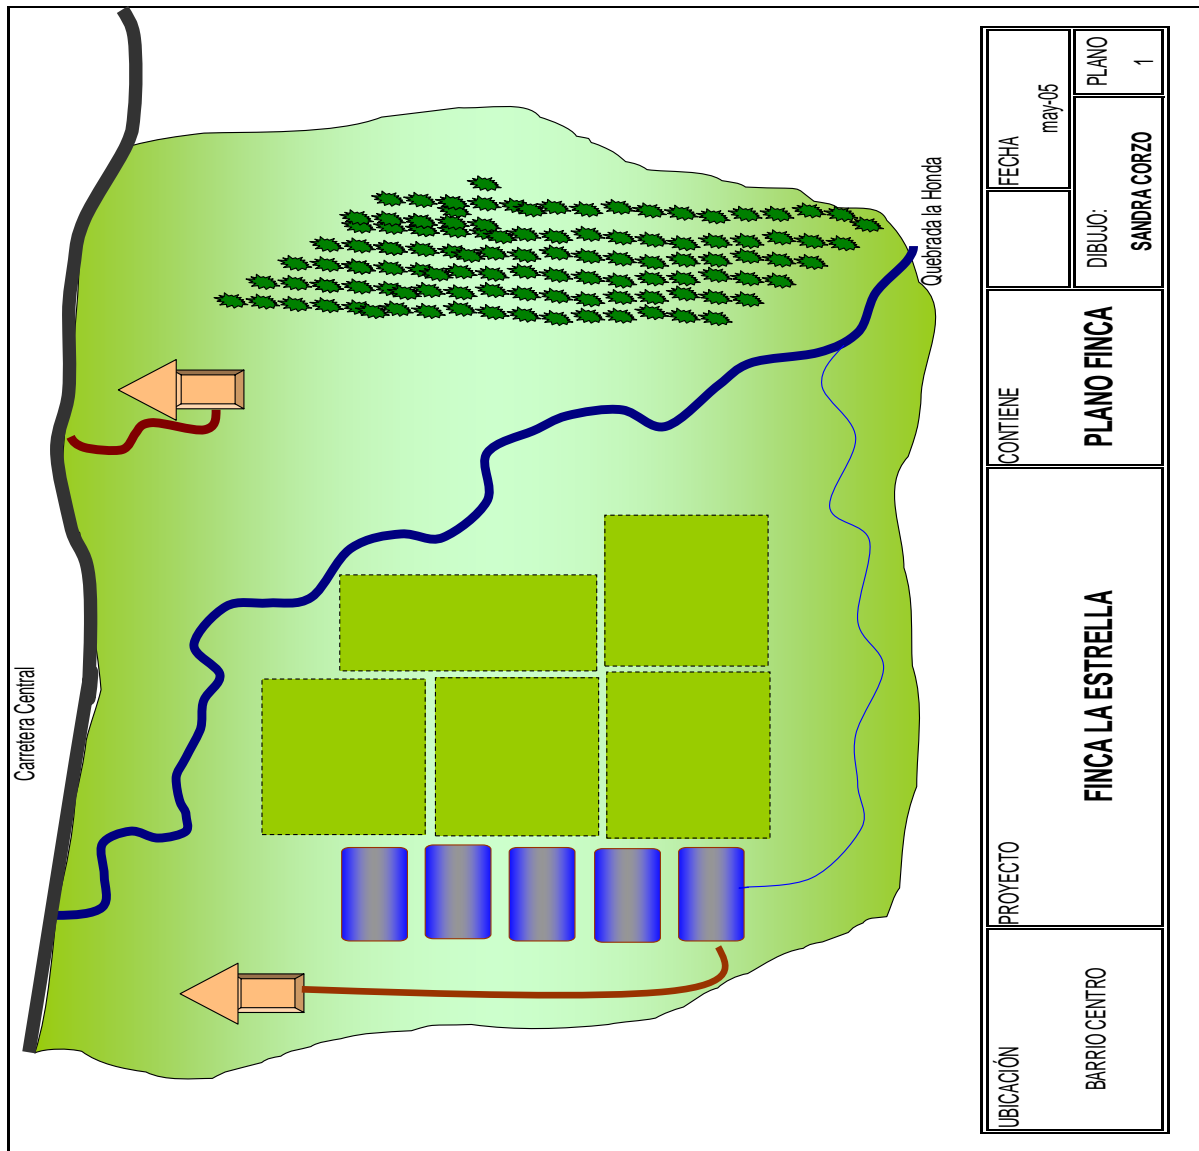 Carretera Central
Quebrada la Honda
UBICACIÓN
BARRIO CENTRO
PROYECTO
FINCA LA ESTRELLA
CONTIENE
PLANO FINCA
FECHA
may-05
DIBUJO:
SANDRA CORZO
PLANO
1